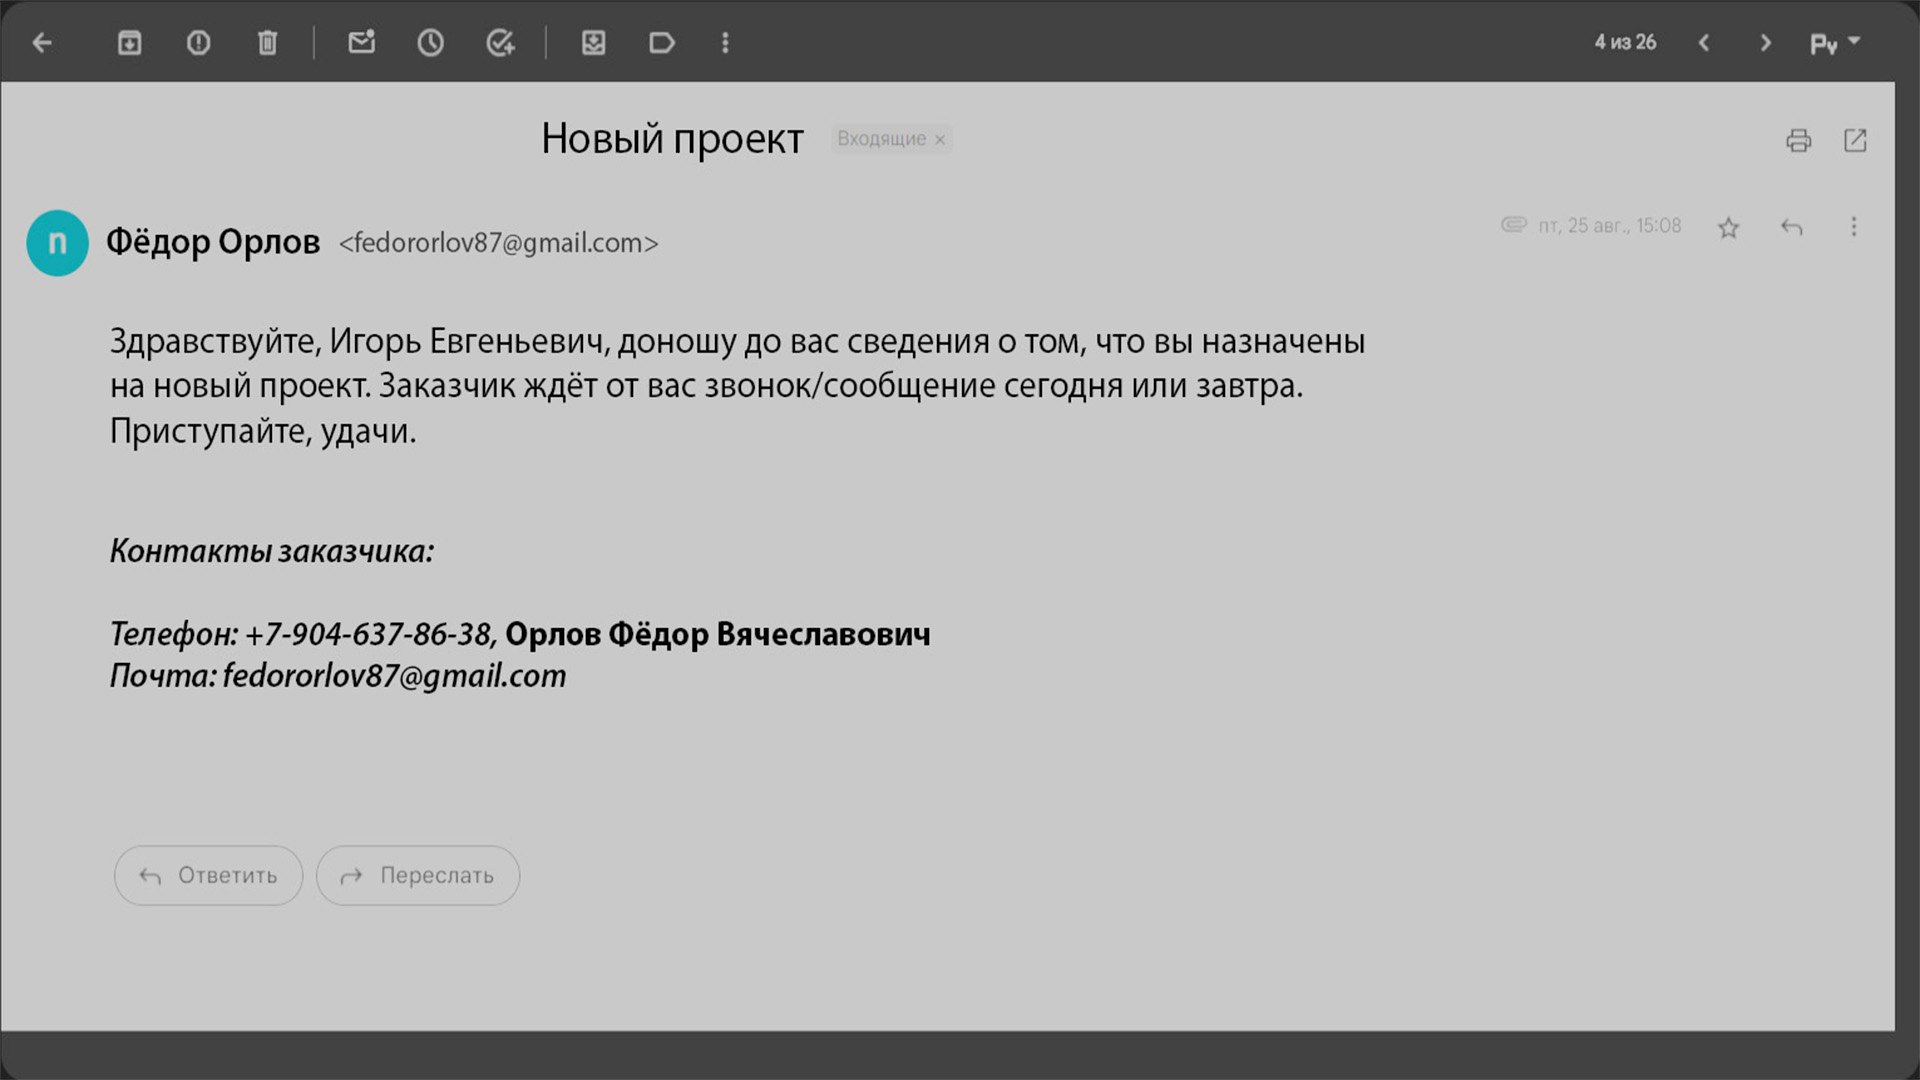 4 из 26
Ру
Новый проект
Входящие ×
n
Фёдор Орлов <fedororlov87@gmail.com>
пт, 25 авг., 15:08
Здравствуйте, Игорь Евгеньевич, доношу до вас сведения о том, что вы назначены
на новый проект. Заказчик ждёт от вас звонок/сообщение сегодня или завтра.
Приступайте, удачи.
Контакты заказчика:
Телефон: +7-904-637-86-38, Орлов Фёдор Вячеславович
Почта: fedororlov87@gmail.com
Ответить
Переслать